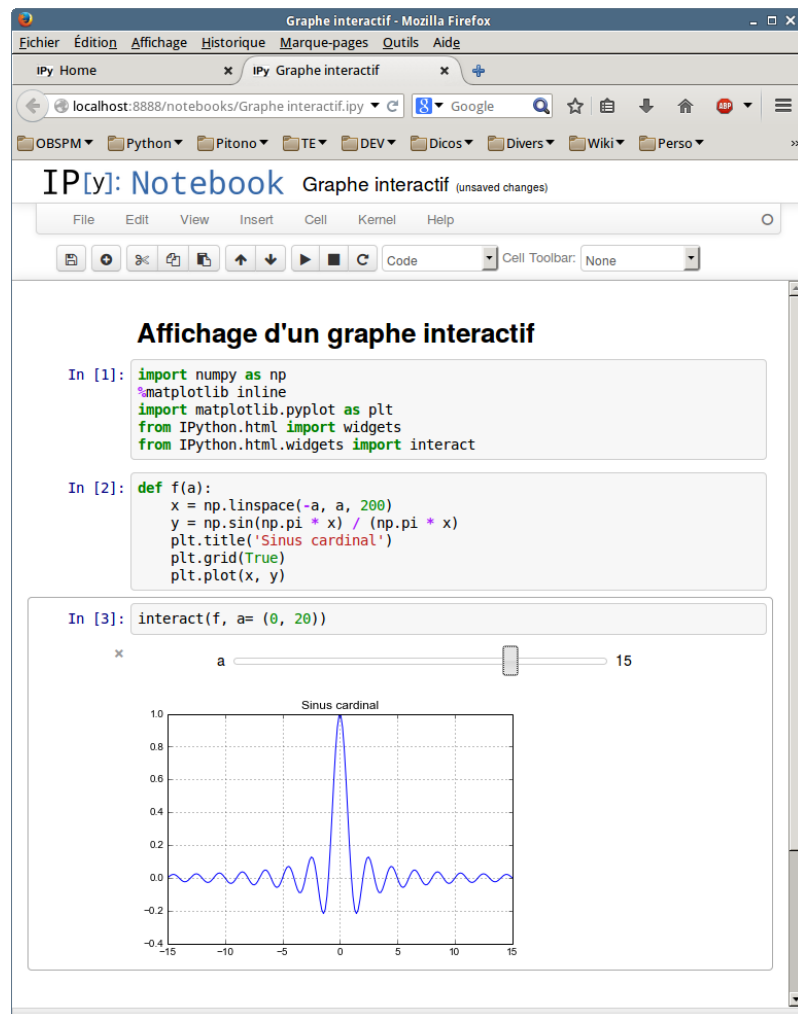 Graphe interactif - Mozilla Firefox
Fichier Édition Affichage Historique Marque-pages Outils Aide
IPy Home × IPy Graphe interactif ×
localhost:8888/notebooks/Graphe interactif.ipy Google ABP
OBSPM Python Pitono TE DEV Dicos Divers Wiki Perso »
IP[y]: Notebook Graphe interactif (unsaved changes)
File Edit View Insert Cell Kernel Help
Code Cell Toolbar: None
Affichage d'un graphe interactif
In [1]: import numpy as np
%matplotlib inline
import matplotlib.pyplot as plt
from IPython.html import widgets
from IPython.html.widgets import interact
In [2]: def f(a):
    x = np.linspace(-a, a, 200)
    y = np.sin(np.pi * x) / (np.pi * x)
    plt.title('Sinus cardinal')
    plt.grid(True)
    plt.plot(x, y)
In [3]: interact(f, a= (0, 20))
× a 15
Sinus cardinal
1.0
0.8
0.6
0.4
0.2
0.0
−0.2
−0.4
−15 −10 −5 0 5 10 15